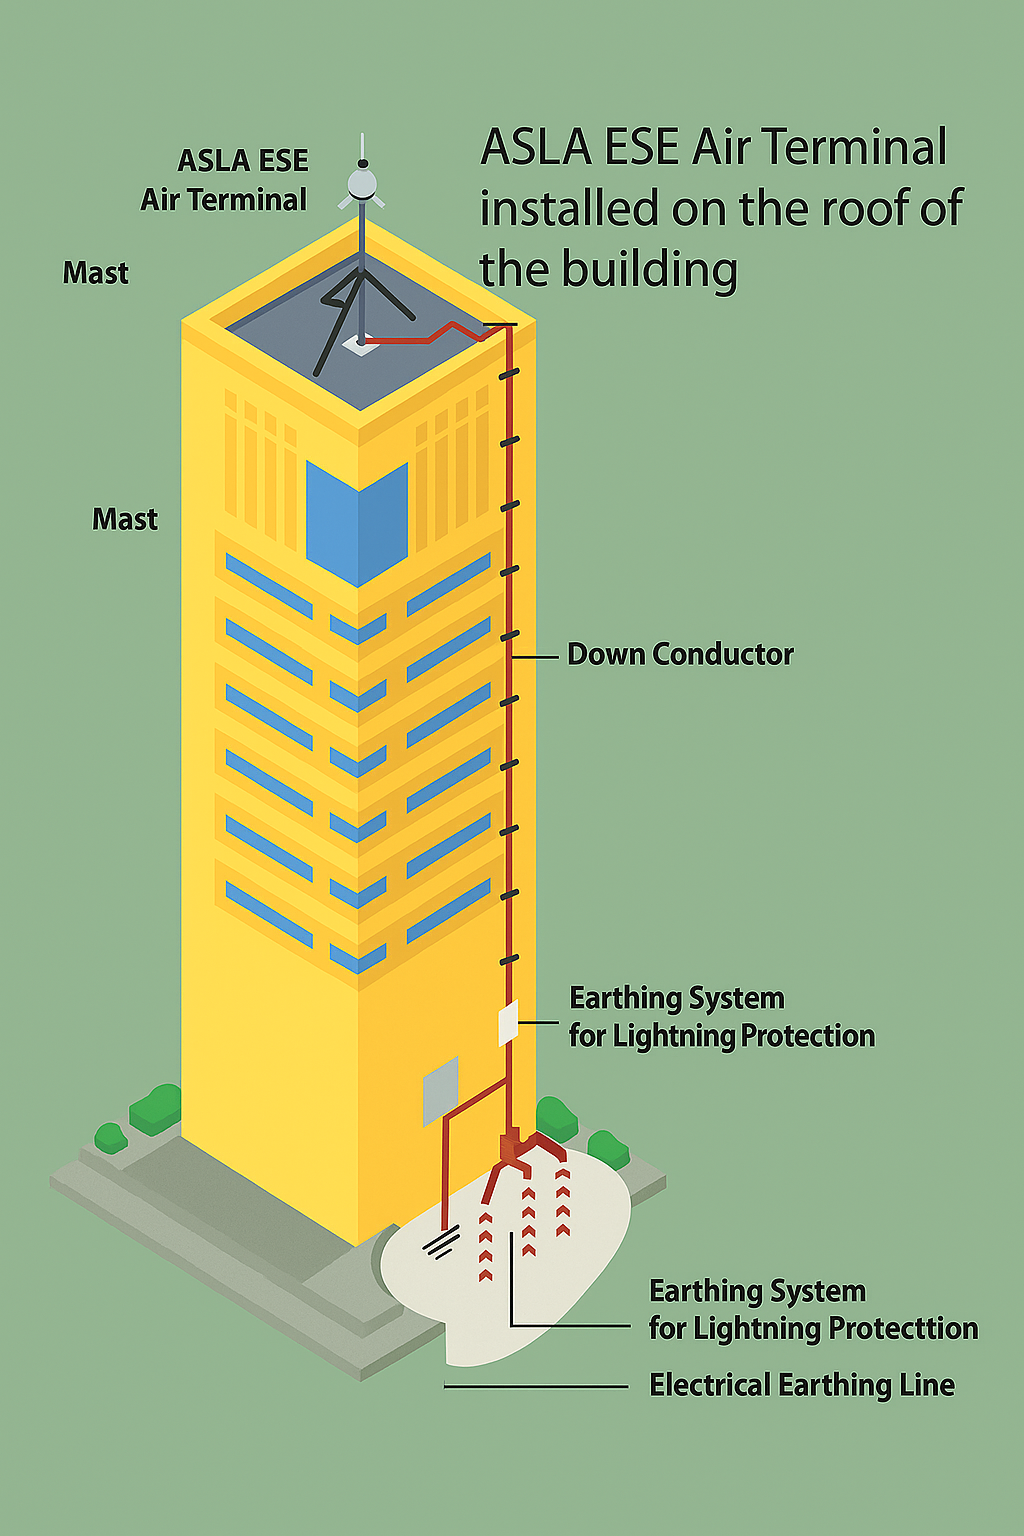 ASLA ESE
Air Terminal
ASLA ESE Air Terminal
installed on the roof of
the building
Mast
Mast
Down Conductor
Earthing System
for Lightning Protection
Earthing System
for Lightning Protecttion
Electrical Earthing Line